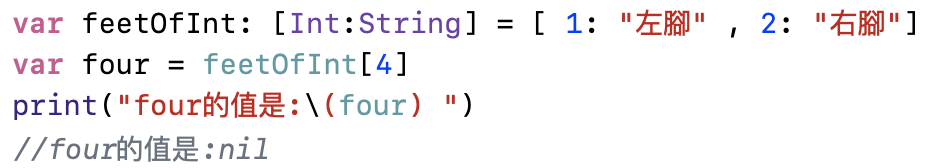 var feetOfInt: [Int:String] = [ 1: "左腳" , 2: "右腳"]
var four = feetOfInt[4]
print("four的值是:\(four) ")
//four的值是:nil